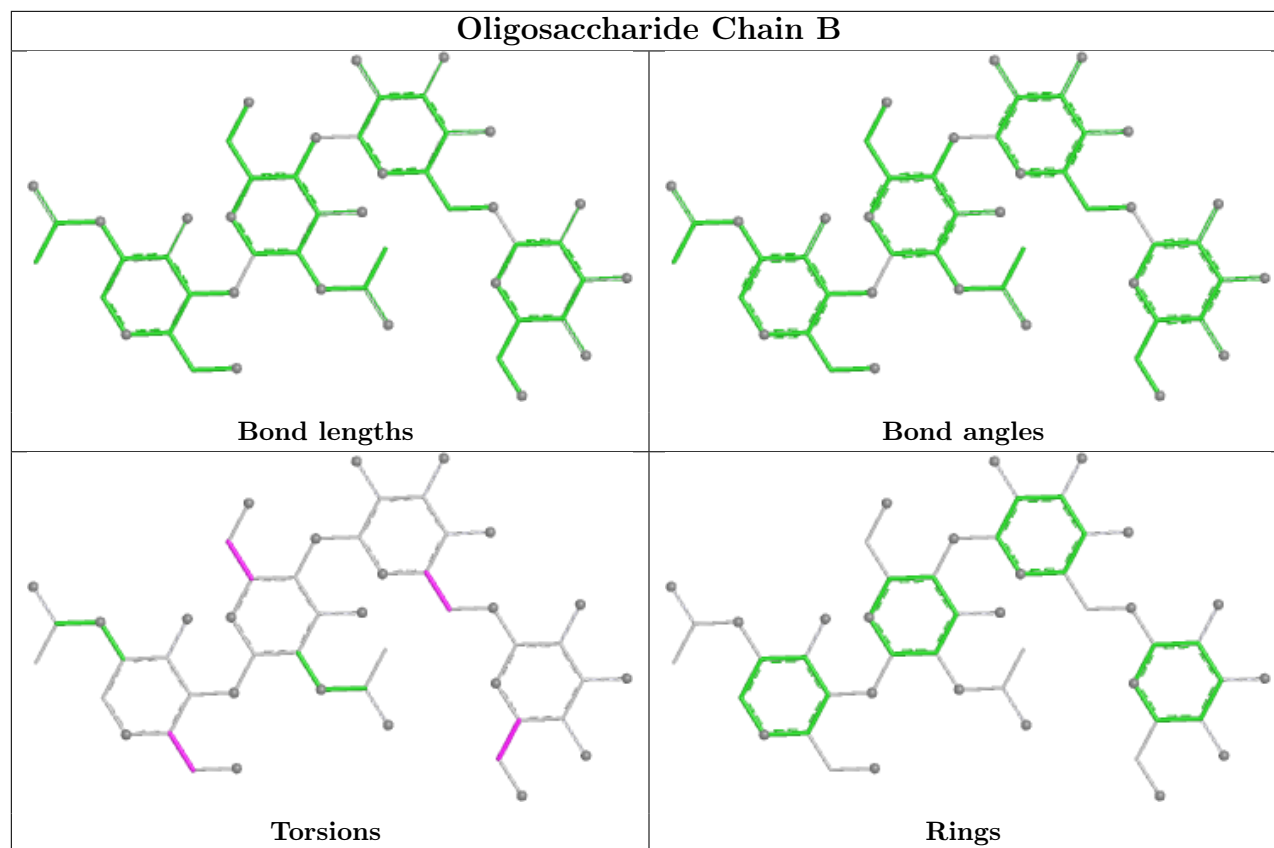 Oligosaccharide Chain B
Bond lengths
Bond angles
Torsions
Rings